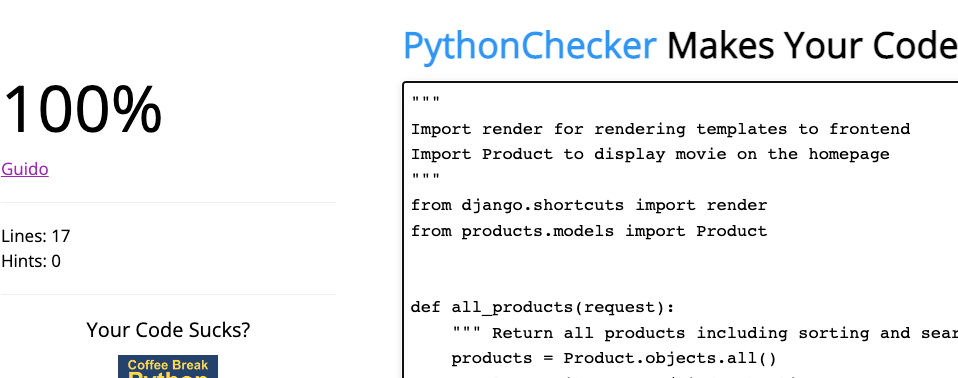 100%
Guido
Lines: 17
Hints: 0
Your Code Sucks?
Coffee Break
Python
PythonChecker Makes Your Code
"""
Import render for rendering templates to frontend
Import Product to display movie on the homepage
"""
from django.shortcuts import render
from products.models import Product
def all_products(request):
""" Return all products including sorting and sear
products = Product.objects.all()